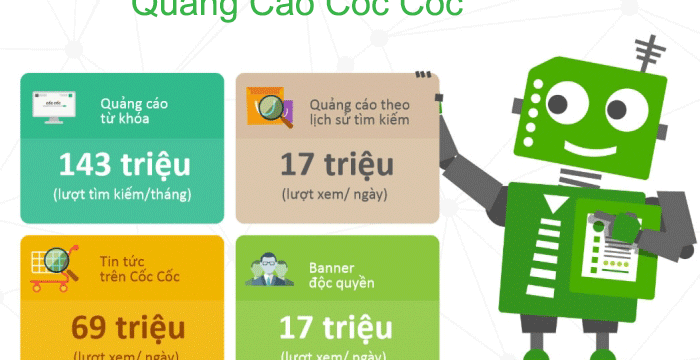 Quảng Cáo Cốc Cốc
Quảng cáo
từ khóa
143 triệu
(lượt tìm kiếm/tháng)
Quảng cáo theo
lịch sử tìm kiếm
17 triệu
(lượt xem/ ngày)
Tin tức
trên Cốc Cốc
69 triệu
(lượt xem/ ngày)
Banner
độc quyền
17 triệu
(lượt xem/ ngày)